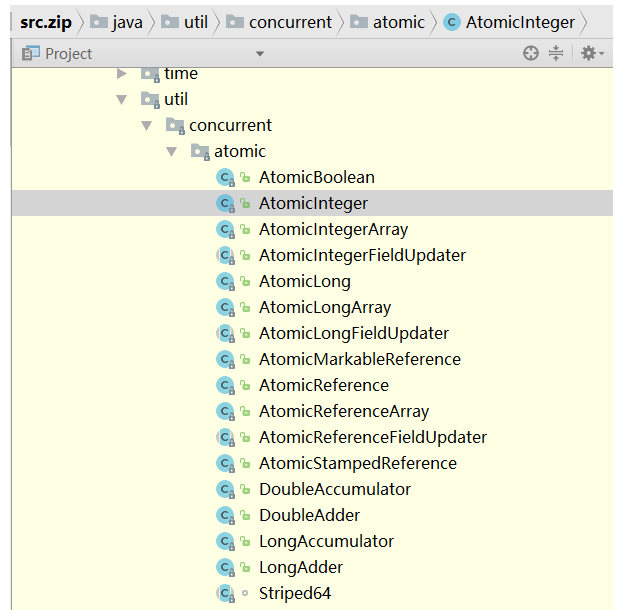 src.zip java util concurrent atomic C AtomicInteger
Project
time
util
concurrent
atomic
C AtomicBoolean
C AtomicInteger
C AtomicIntegerArray
C AtomicIntegerFieldUpdater
C AtomicLong
C AtomicLongArray
C AtomicLongFieldUpdater
C AtomicMarkableReference
C AtomicReference
C AtomicReferenceArray
C AtomicReferenceFieldUpdater
C AtomicStampedReference
C DoubleAccumulator
C DoubleAdder
C LongAccumulator
C LongAdder
C Striped64